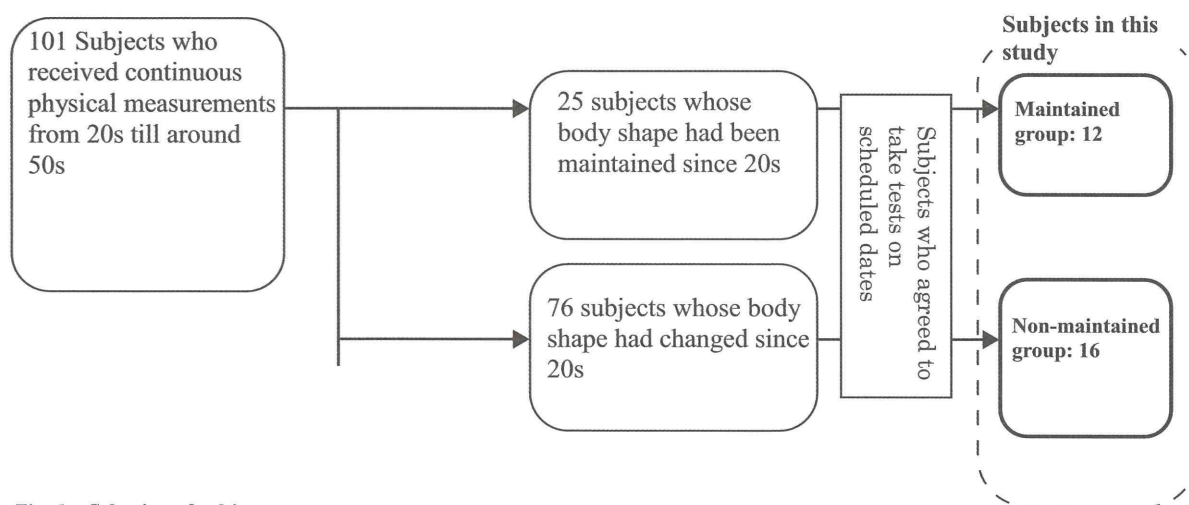 101 Subjects who
received continuous
physical measurements
from 20s till around
50s
25 subjects whose
body shape had been
maintained since 20s
76 subjects whose body
shape had changed since
20s
Subjects who agreed to
take tests on
scheduled dates
Subjects in this
study
Maintained
group: 12
Non-maintained
group: 16